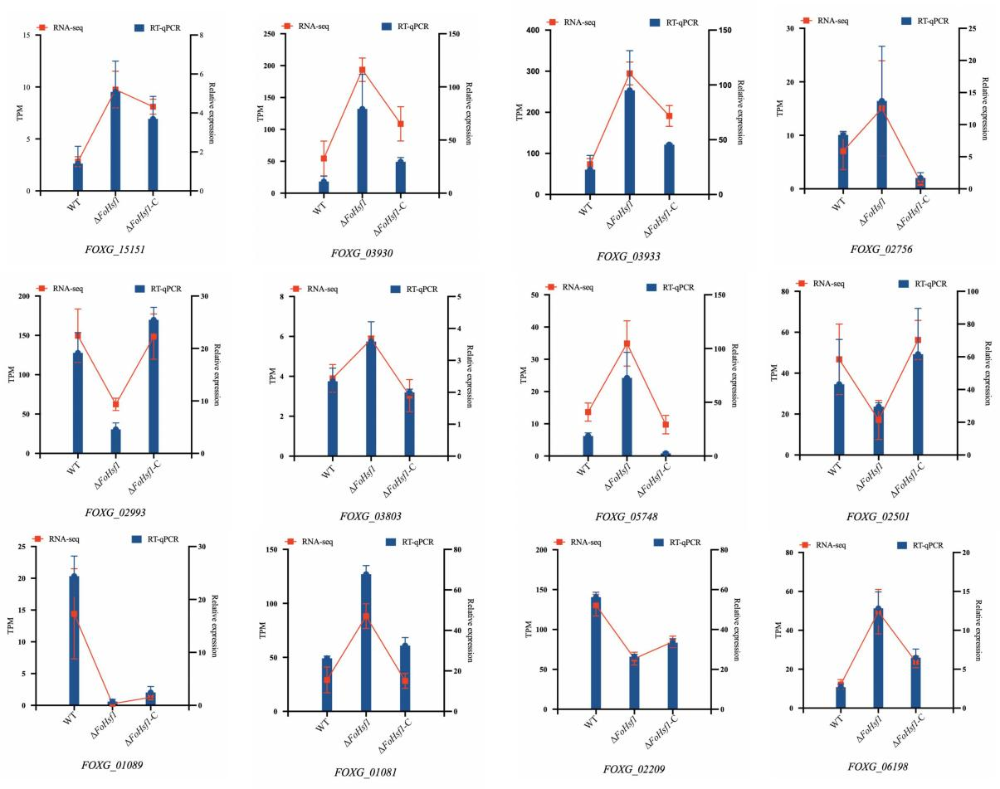 RNA-seq RT-qPCR
TPM
15
10
5
0
8
6
4
2
0
Relative expression
WT
ΔFoHsf1
ΔFoHsf1-C
FOXG_15151
RNA-seq RT-qPCR
TPM
250
200
150
100
50
0
150
100
50
0
Relative expression
WT
ΔFoHsf1
ΔFoHsf1-C
FOXG_03930
RNA-seq RT-qPCR
TPM
400
300
200
100
0
150
100
50
0
Relative expression
WT
ΔFoHsf1
ΔFoHsf1-C
FOXG_03933
RNA-seq RT-qPCR
TPM
30
20
10
0
25
20
15
10
5
0
Relative expression
WT
ΔFoHsf1
ΔFoHsf1-C
FOXG_02756
RNA-seq RT-qPCR
TPM
200
150
100
50
0
30
20
10
0
Relative expression
WT
ΔFoHsf1
ΔFoHsf1-C
FOXG_02993
RNA-seq RT-qPCR
TPM
8
6
4
2
0
5
4
3
2
1
0
Relative expression
WT
ΔFoHsf1
ΔFoHsf1-C
FOXG_03803
RNA-seq RT-qPCR
TPM
50
40
30
20
10
0
150
100
50
0
Relative expression
WT
ΔFoHsf1
ΔFoHsf1-C
FOXG_05748
RNA-seq RT-qPCR
TPM
80
60
40
20
0
100
80
60
40
20
0
Relative expression
WT
ΔFoHsf1
ΔFoHsf1-C
FOXG_02501
RNA-seq RT-qPCR
TPM
25
20
15
10
5
0
30
20
10
0
Relative expression
WT
ΔFoHsf1
ΔFoHsf1-C
FOXG_01089
RNA-seq RT-qPCR
TPM
150
100
50
0
80
60
40
20
0
Relative expression
WT
ΔFoHsf1
ΔFoHsf1-C
FOXG_01081
RNA-seq RT-qPCR
TPM
200
150
100
50
0
80
60
40
20
0
Relative expression
WT
ΔFoHsf1
ΔFoHsf1-C
FOXG_02209
RNA-seq RT-qPCR
TPM
80
60
40
20
0
20
15
10
5
0
Relative expression
WT
ΔFoHsf1
ΔFoHsf1-C
FOXG_06198